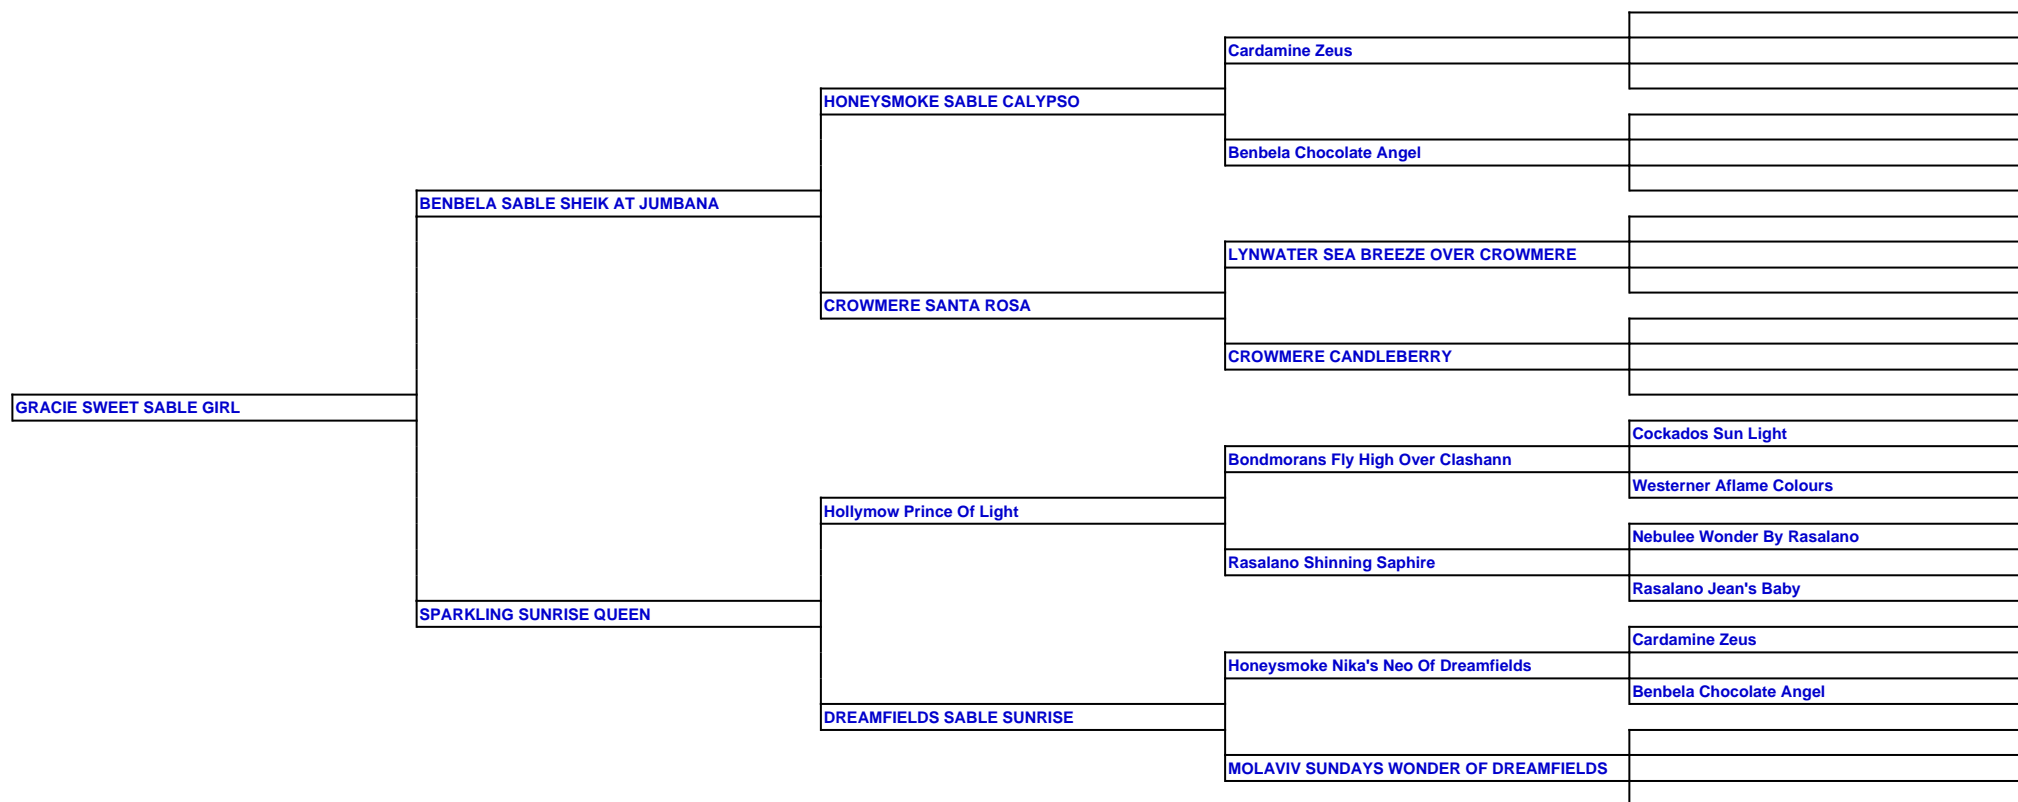 Cardamine Zeus
HONEYSMOKE SABLE CALYPSO
Benbela Chocolate Angel
BENBELA SABLE SHEIK AT JUMBANA
LYNWATER SEA BREEZE OVER CROWMERE
CROWMERE SANTA ROSA
CROWMERE CANDLEBERRY
GRACIE SWEET SABLE GIRL
Cockados Sun Light
Bondmorans Fly High Over Clashann
Westerner Aflame Colours
Hollymow Prince Of Light
Nebulee Wonder By Rasalano
Rasalano Shinning Saphire
Rasalano Jean's Baby
SPARKLING SUNRISE QUEEN
Cardamine Zeus
Honeysmoke Nika's Neo Of Dreamfields
Benbela Chocolate Angel
DREAMFIELDS SABLE SUNRISE
MOLAVIV SUNDAYS WONDER OF DREAMFIELDS